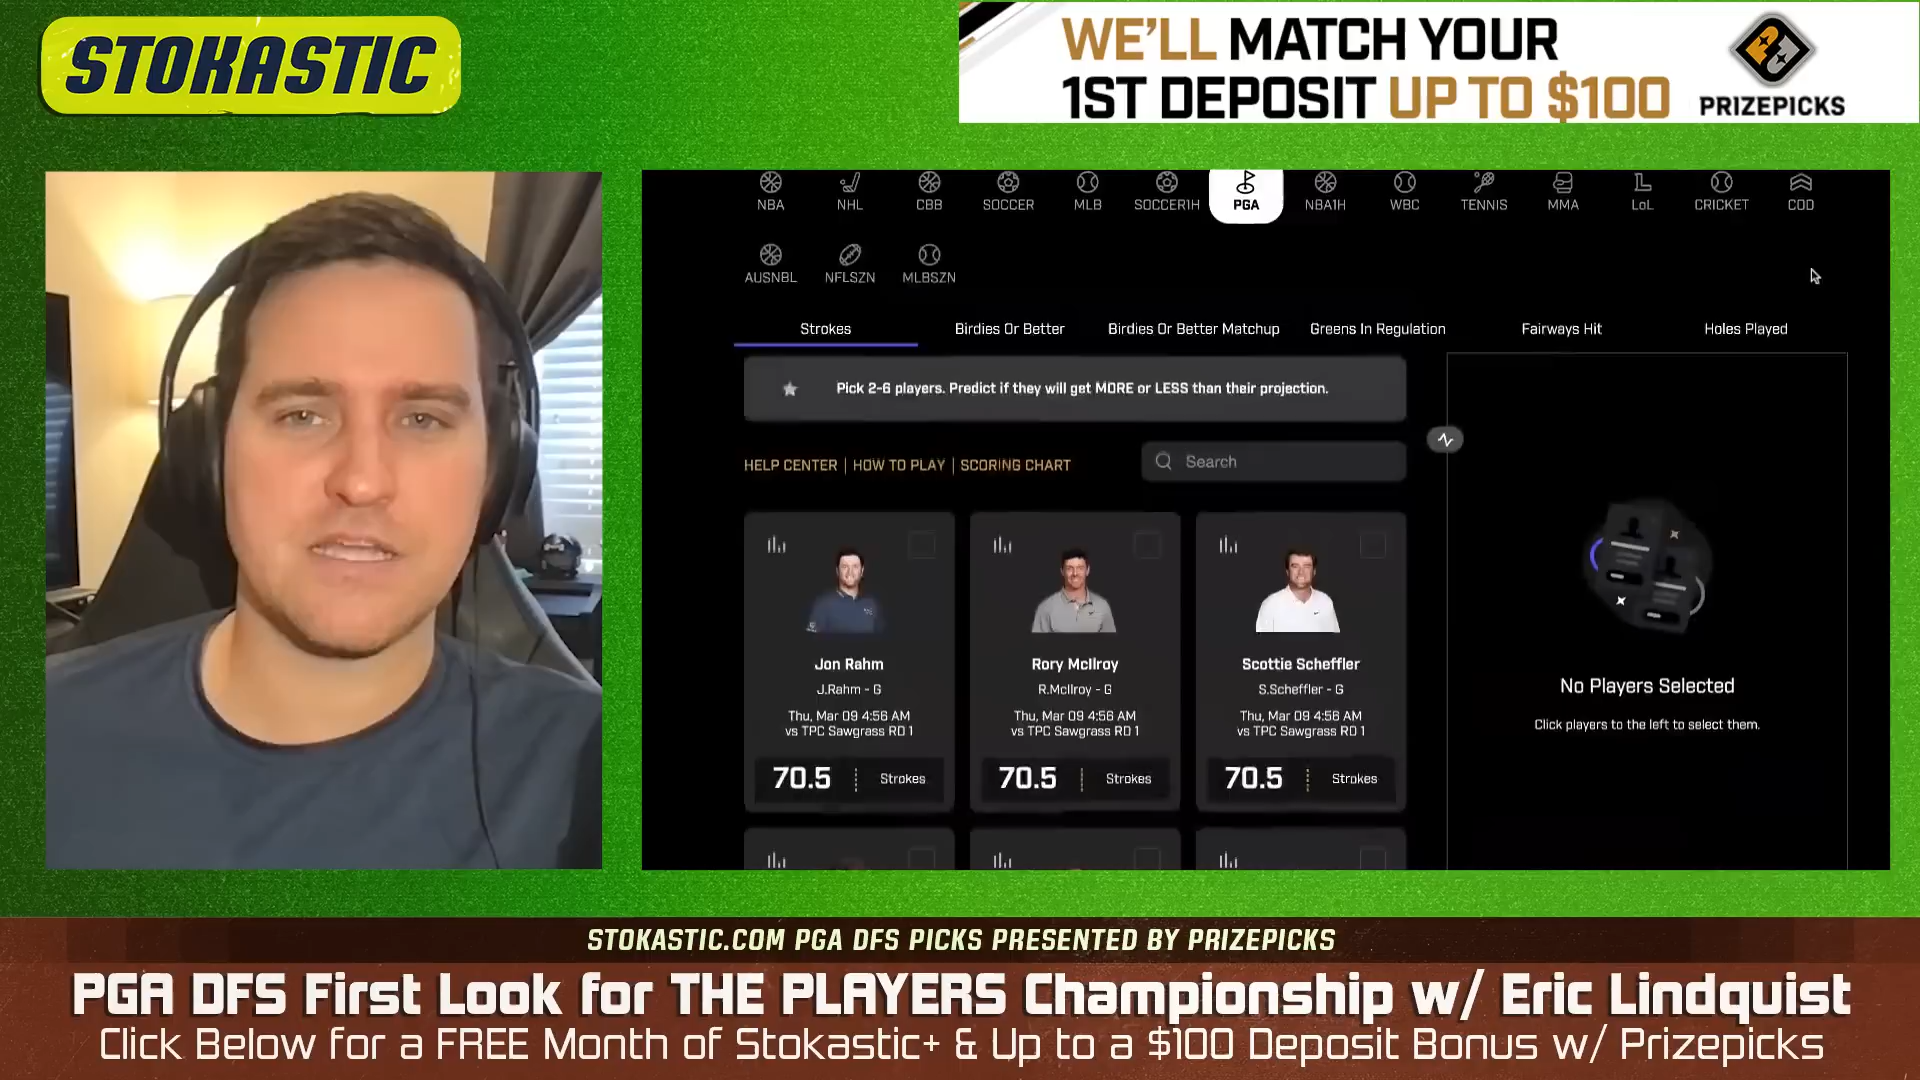 STOKASTIC
WE'LL MATCH YOUR
1ST DEPOSIT UP TO $100
PRIZEPICKS
NBA
NHL
CBB
SOCCER
MLB
SOCCER1H
PGA
NBA1H
WBC
TENNIS
MMA
LoL
CRICKET
COD
AUSNBL
NFLSZN
MLBSZN
Strokes
Birdies Or Better
Birdies Or Better Matchup
Greens In Regulation
Fairways Hit
Holes Played
Pick 2-6 players. Predict if they will get MORE or LESS than their projection.
HELP CENTER | HOW TO PLAY | SCORING CHART
Search
Jon Rahm
J.Rahm - G
Thu, Mar 09 4:56 AM
vs TPC Sawgrass RD 1
70.5
Strokes
Rory McIlroy
R.McIlroy - G
Thu, Mar 09 4:56 AM
vs TPC Sawgrass RD 1
70.5
Strokes
Scottie Scheffler
S.Scheffler - G
Thu, Mar 09 4:56 AM
vs TPC Sawgrass RD 1
70.5
Strokes
No Players Selected
Click players to the left to select them.
STOKASTIC.COM PGA DFS PICKS PRESENTED BY PRIZEPICKS
PGA DFS First Look for THE PLAYERS Championship w/ Eric Lindquist
Click Below for a FREE Month of Stokastic+ & Up to a $100 Deposit Bonus w/ Prizepicks